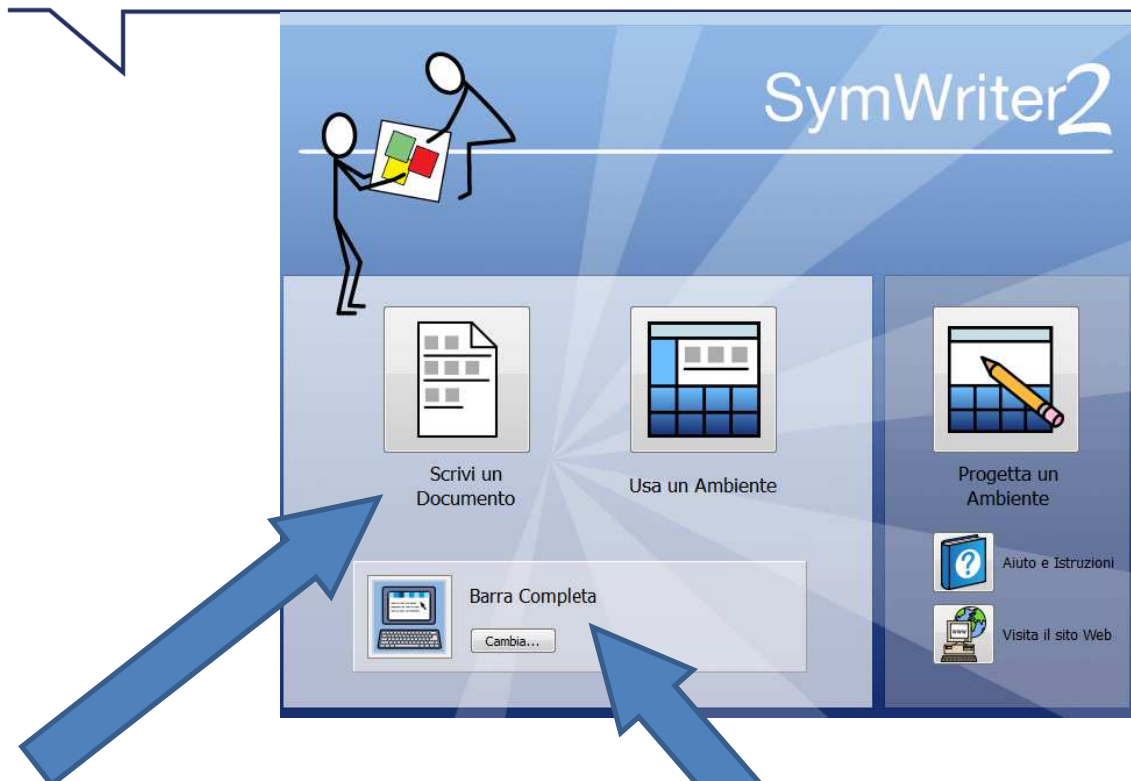 SymWriter2
Scrivi un
Documento
Usa un Ambiente
Progetta un
Ambiente
Barra Completa
Cambia...
Aiuto e Istruzioni
Visita il sito Web
www